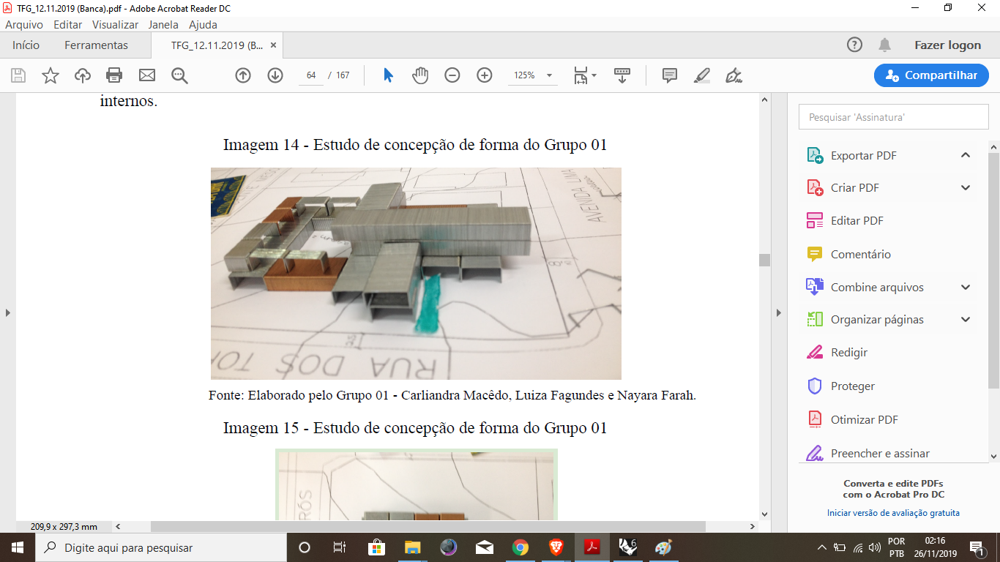 TFG_12.11.2019 (Banca).pdf - Adobe Acrobat Reader DC
Arquivo Editar Visualizar Janela Ajuda
Início Ferramentas TFG_12.11.2019 (B... × Fazer logon
64 / 167 125% Compartilhar
internos.
Imagem 14 - Estudo de concepção de forma do Grupo 01
AVENIDA LIMA
RUA DOS TOR
Fonte: Elaborado pelo Grupo 01 - Carliandra Macêdo, Luiza Fagundes e Nayara Farah.
Imagem 15 - Estudo de concepção de forma do Grupo 01
RÓS
209,9 x 297,3 mm
Pesquisar 'Assinatura'
Exportar PDF
Criar PDF
Editar PDF
Comentário
Combine arquivos
Organizar páginas
Redigir
Proteger
Otimizar PDF
Preencher e assinar
Converta e edite PDFs
com o Acrobat Pro DC
Iniciar versão de avaliação gratuita
Digite aqui para pesquisar
POR
PTB
02:16
26/11/2019
1